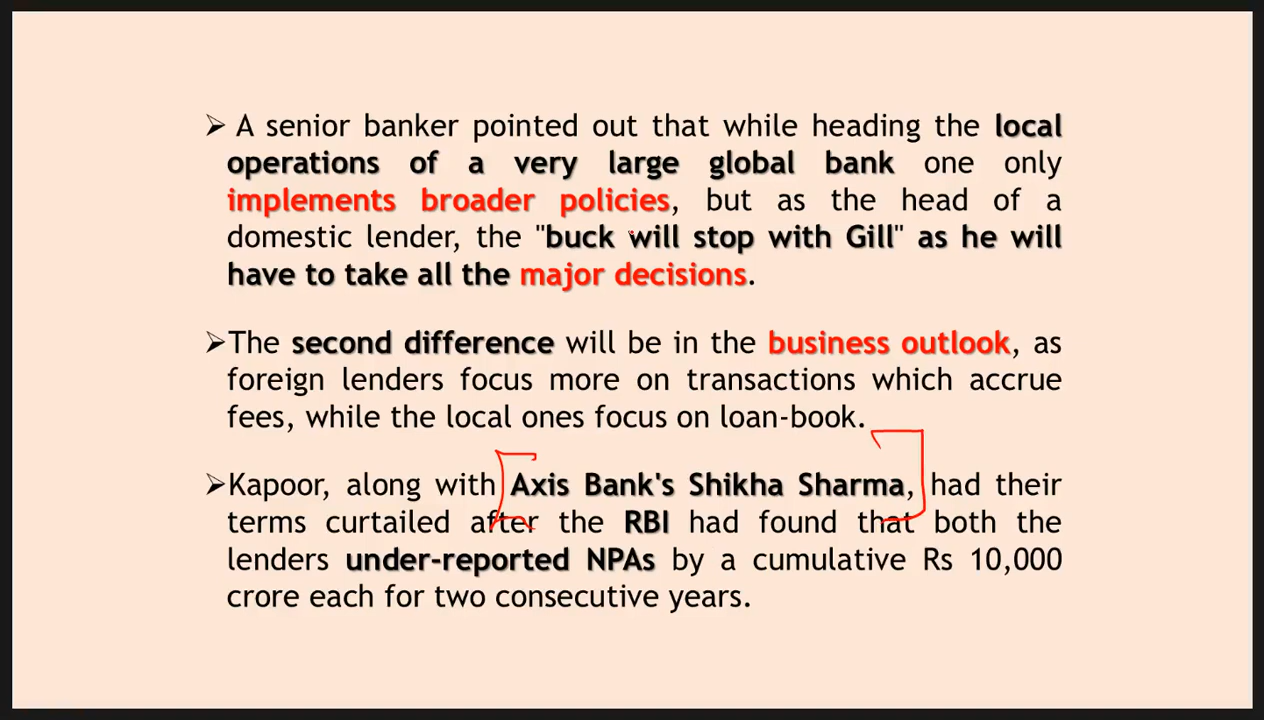 ➢ A senior banker pointed out that while heading the local
operations of a very large global bank one only
implements broader policies, but as the head of a
domestic lender, the "buck will stop with Gill" as he will
have to take all the major decisions.
➢The second difference will be in the business outlook, as
foreign lenders focus more on transactions which accrue
fees, while the local ones focus on loan-book.
➢Kapoor, along with Axis Bank's Shikha Sharma, had their
terms curtailed after the RBI had found that both the
lenders under-reported NPAs by a cumulative Rs 10,000
crore each for two consecutive years.